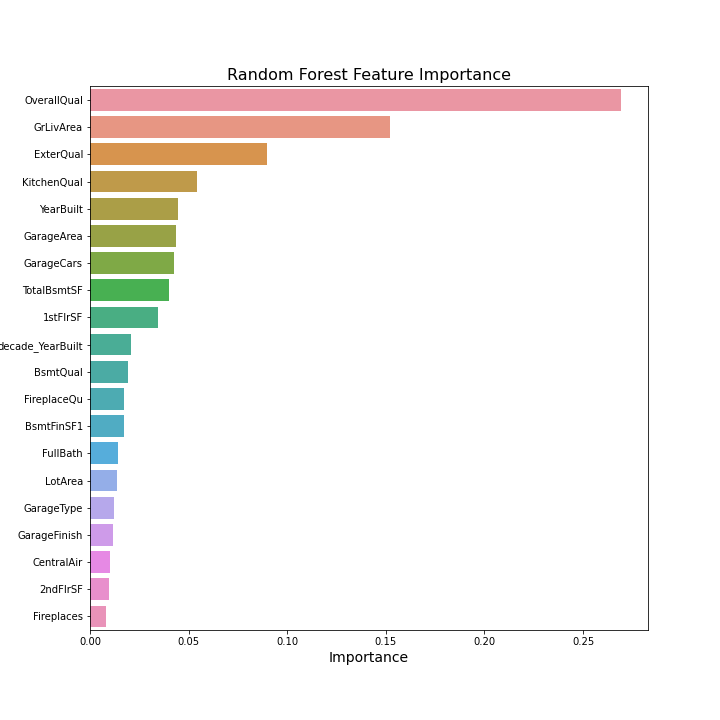 Random Forest Feature Importance
OverallQual
GrLivArea
ExterQual
KitchenQual
YearBuilt
GarageArea
GarageCars
TotalBsmtSF
1stFlrSF
decade_YearBuilt
BsmtQual
FireplaceQu
BsmtFinSF1
FullBath
LotArea
GarageType
GarageFinish
CentralAir
2ndFlrSF
Fireplaces
0.00 0.05 0.10 0.15 0.20 0.25
Importance